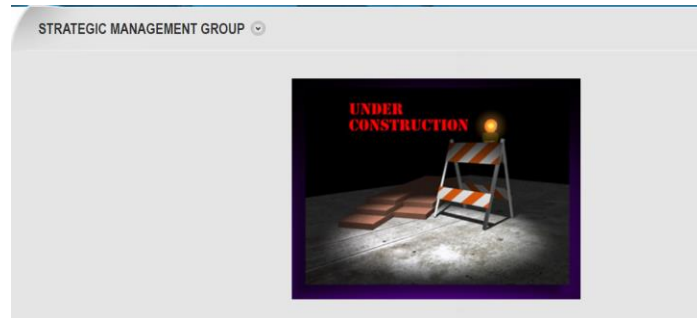 STRATEGIC MANAGEMENT GROUP
UNDER
CONSTRUCTION